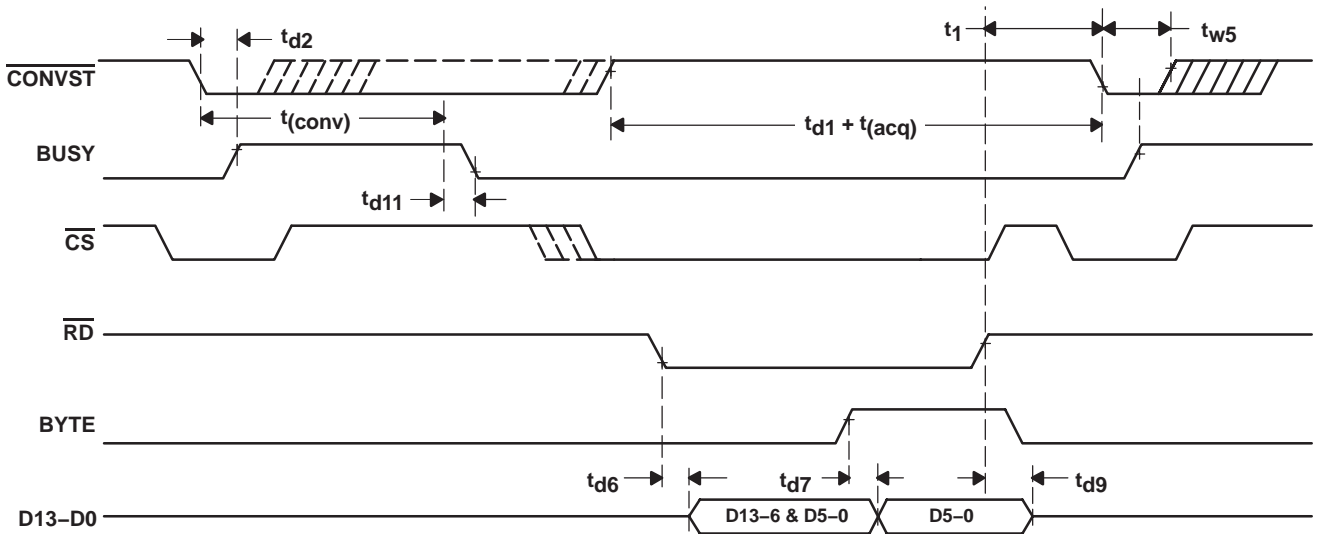 t1
tw5
td2
CONVST
t(conv)
td1 + t(acq)
BUSY
td11
CS
RD
BYTE
td6
td7
td9
D13–D0
D13–6 & D5–0
D5–0